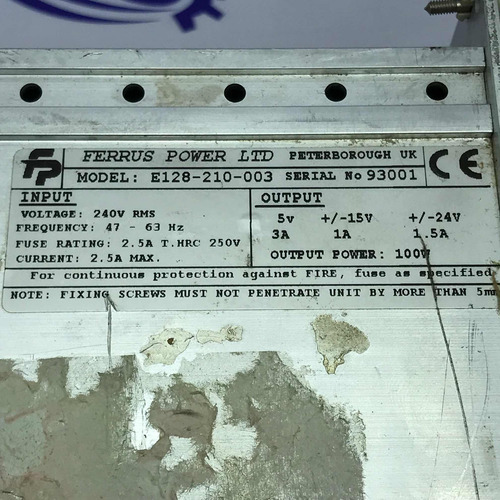 FP FERRUS POWER LTD PETERBOROUGH UK CE
MODEL: E128-210-003 SERIAL No 93001
INPUT OUTPUT
VOLTAGE: 240V RMS 5v +/-15V +/-24V
FREQUENCY: 47 - 63 Hz 3A 1A 1.5A
FUSE RATING: 2.5A T.HRC 250V OUTPUT POWER: 100W
CURRENT: 2.5A MAX.
For continuous protection against FIRE, fuse as specified
NOTE: FIXING SCREWS MUST NOT PENETRATE UNIT BY MORE THAN 5mm